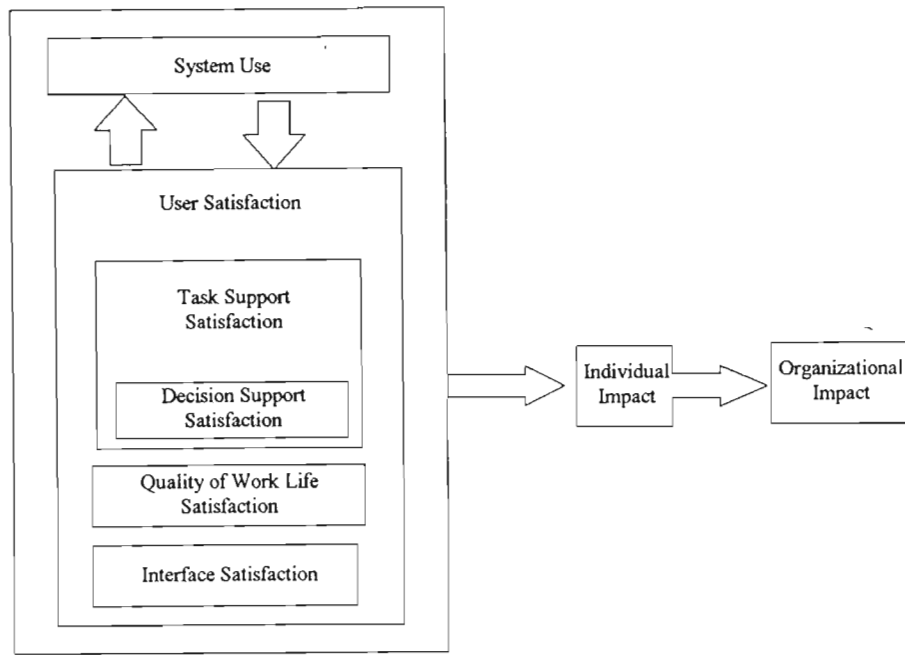 System Use
User Satisfaction
Task Support
Satisfaction
Decision Support
Satisfaction
Quality of Work Life
Satisfaction
Interface Satisfaction
Individual
Impact
Organizational
Impact